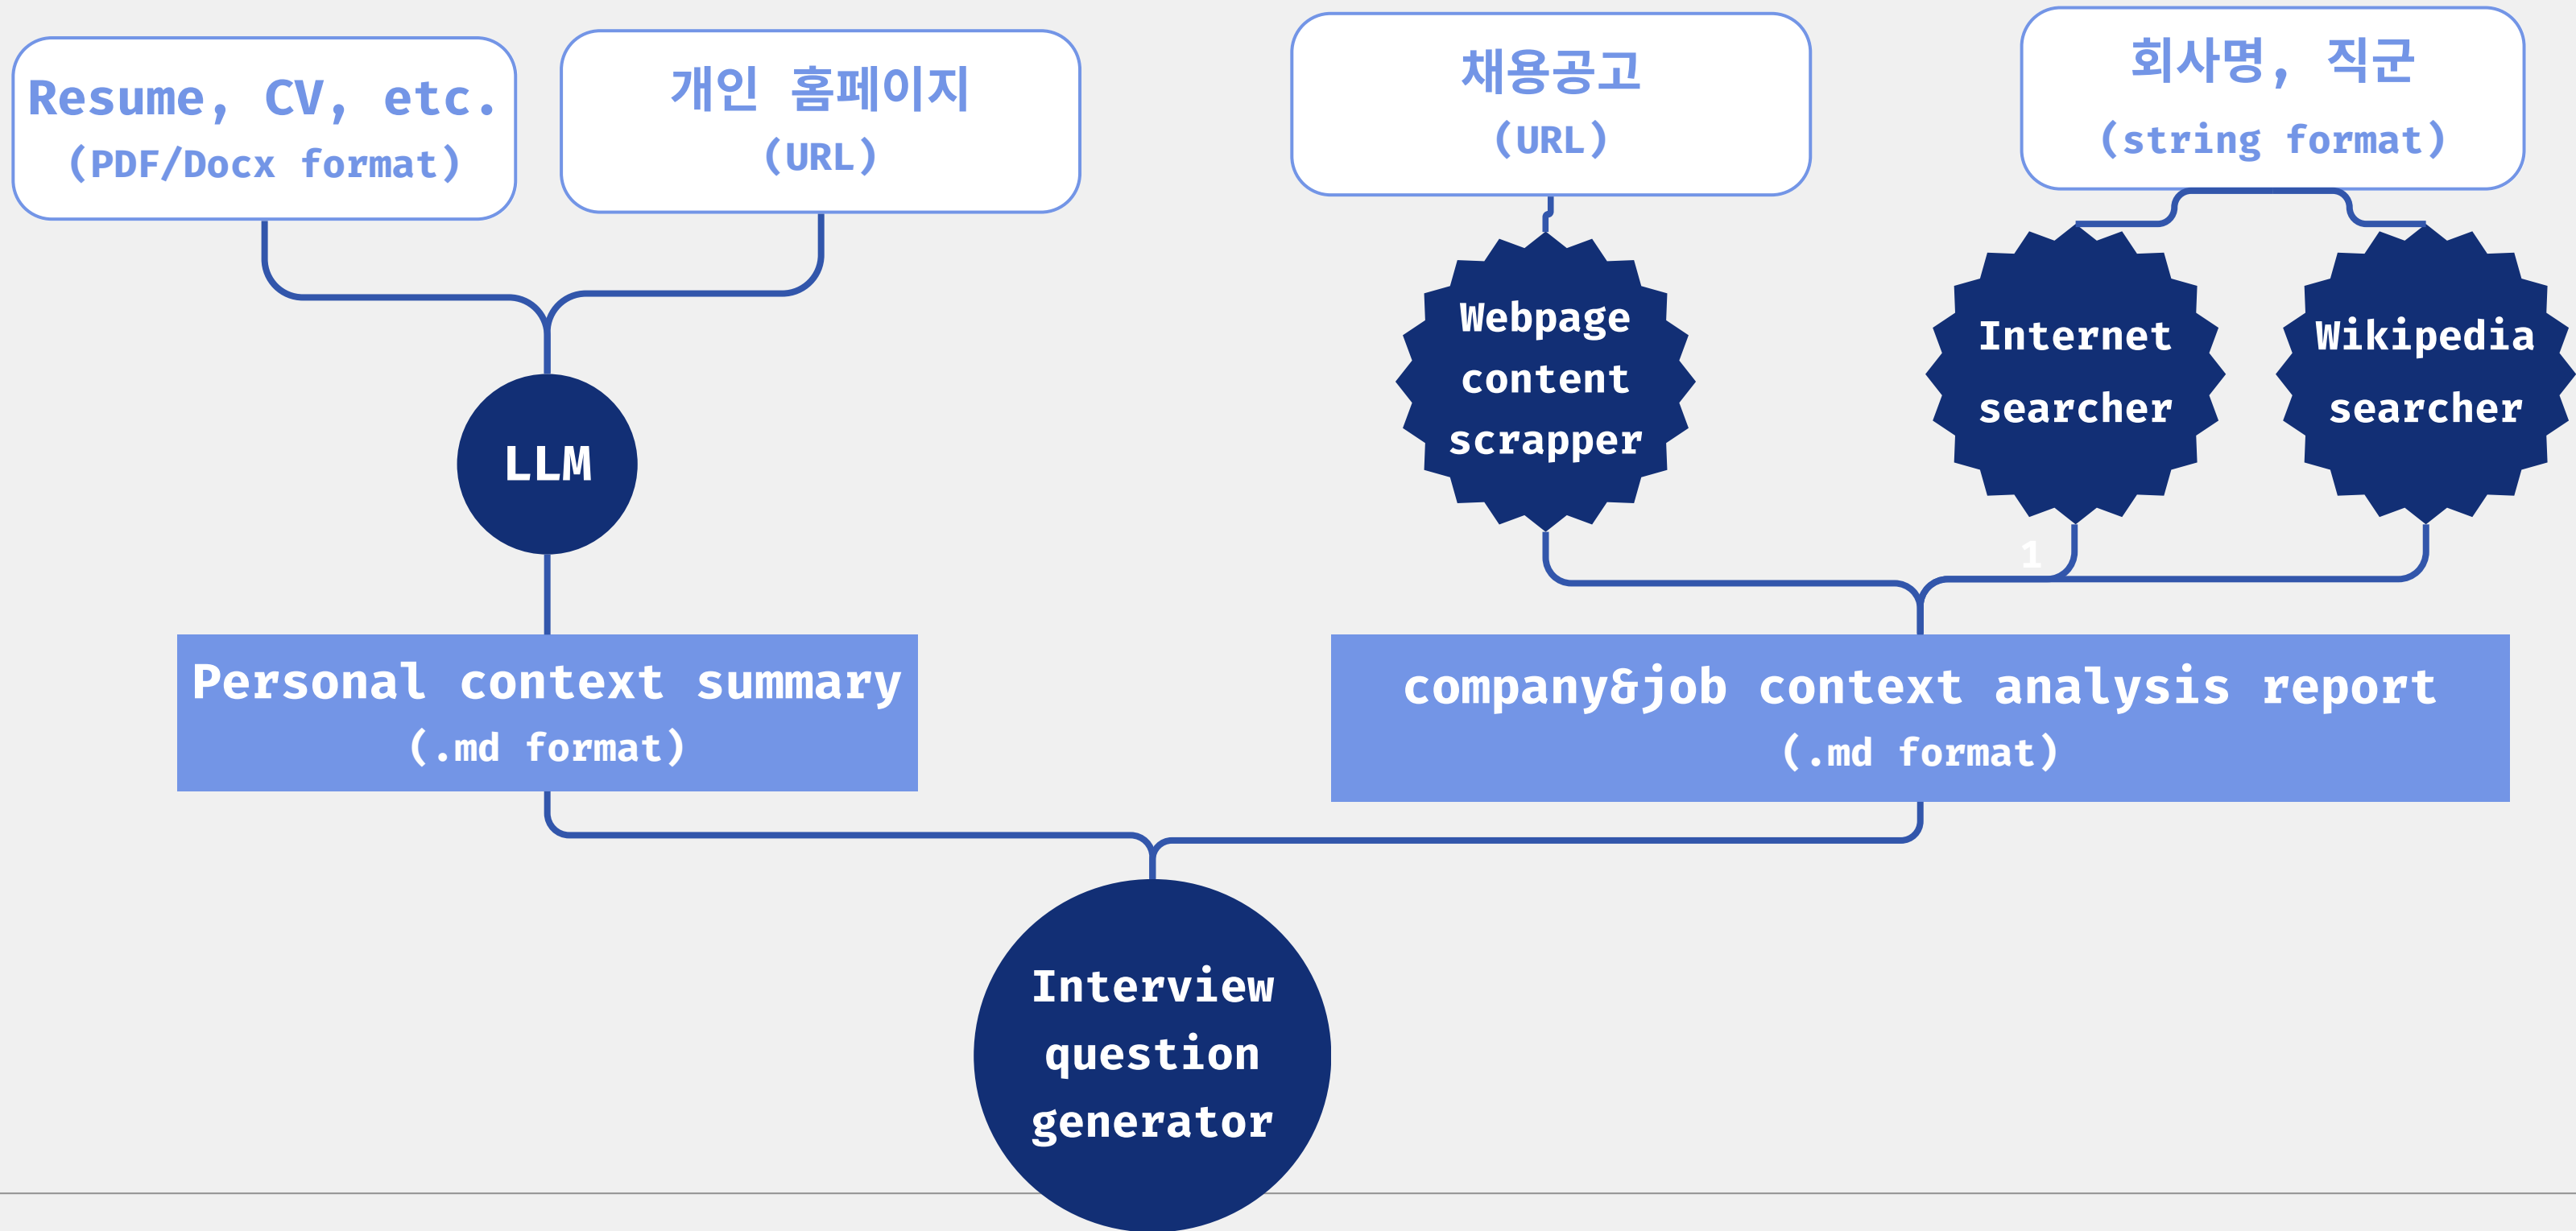 Resume, CV, etc.
(PDF/Docx format)
개인 홈페이지
(URL)
채용공고
(URL)
회사명, 직군
(string format)
LLM
Webpage
content
scrapper
Internet
searcher
Wikipedia
searcher
1
Personal context summary
(.md format)
company&job context analysis report
(.md format)
Interview
question
generator